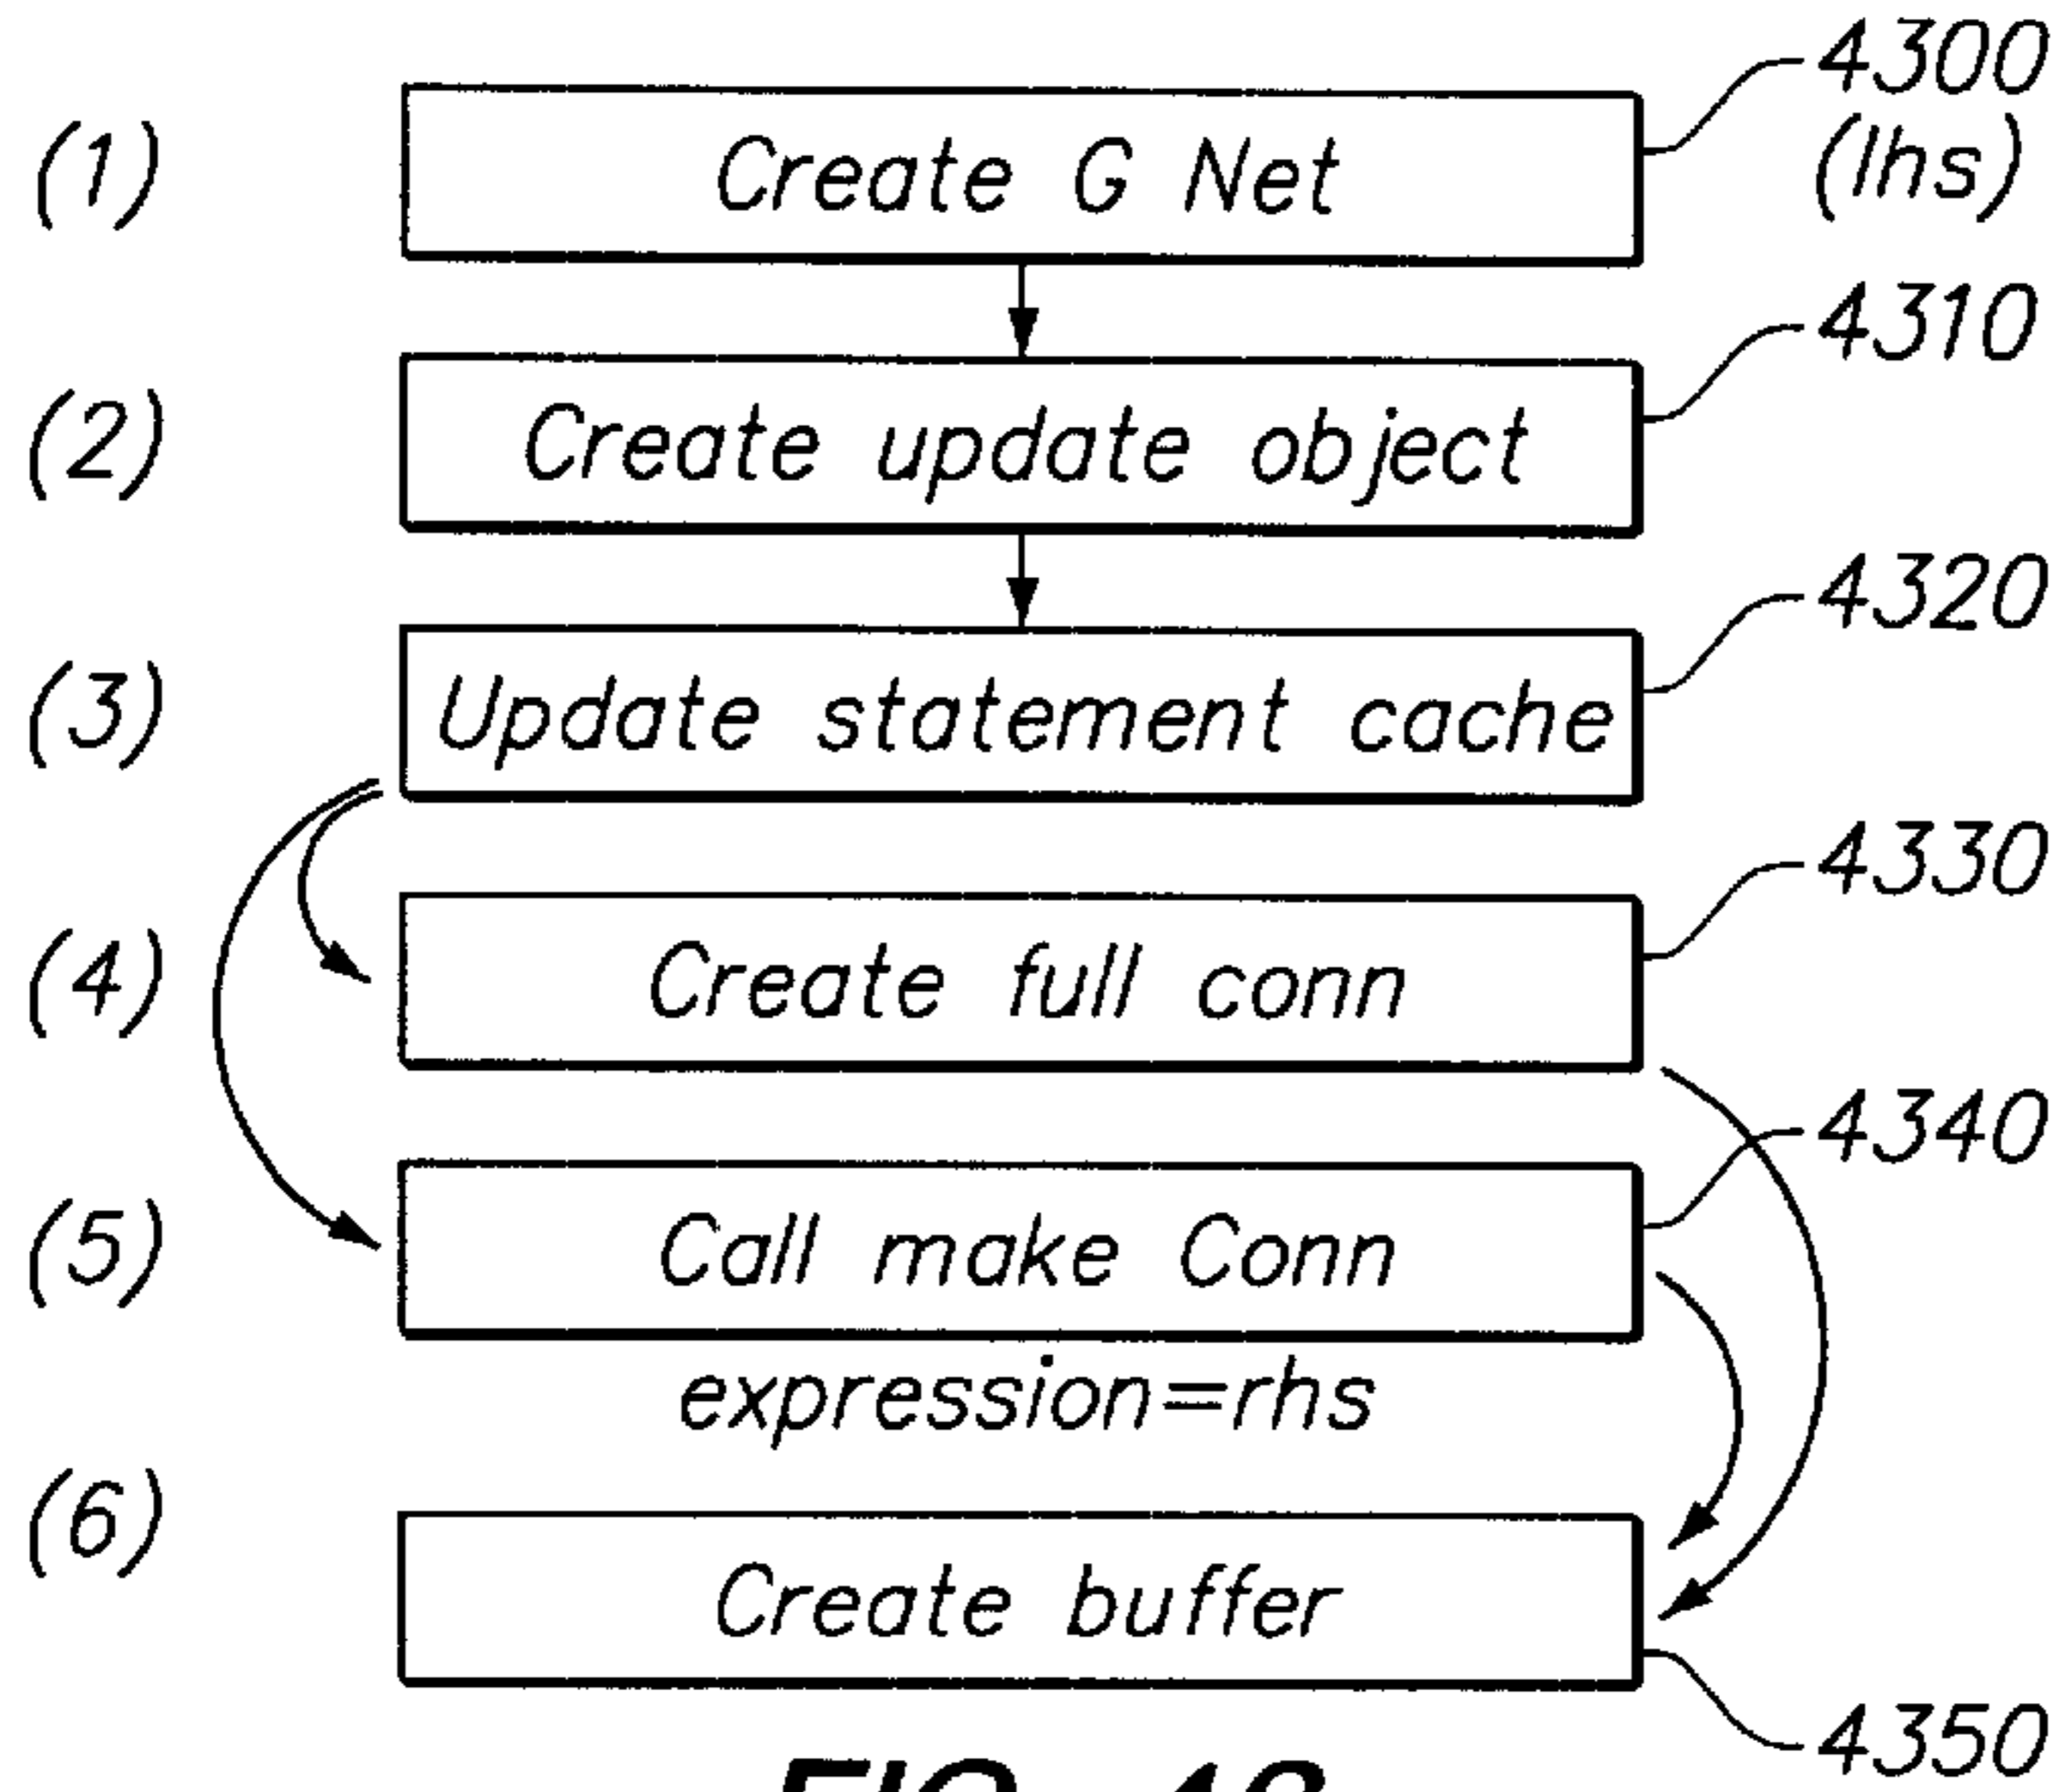 4300
(1) Create G Net (lhs)
4310
(2) Create update object
4320
(3) Update statement cache
4330
(4) Create full conn
4340
(5) Call make Conn
expression=rhs
(6) Create buffer
4350